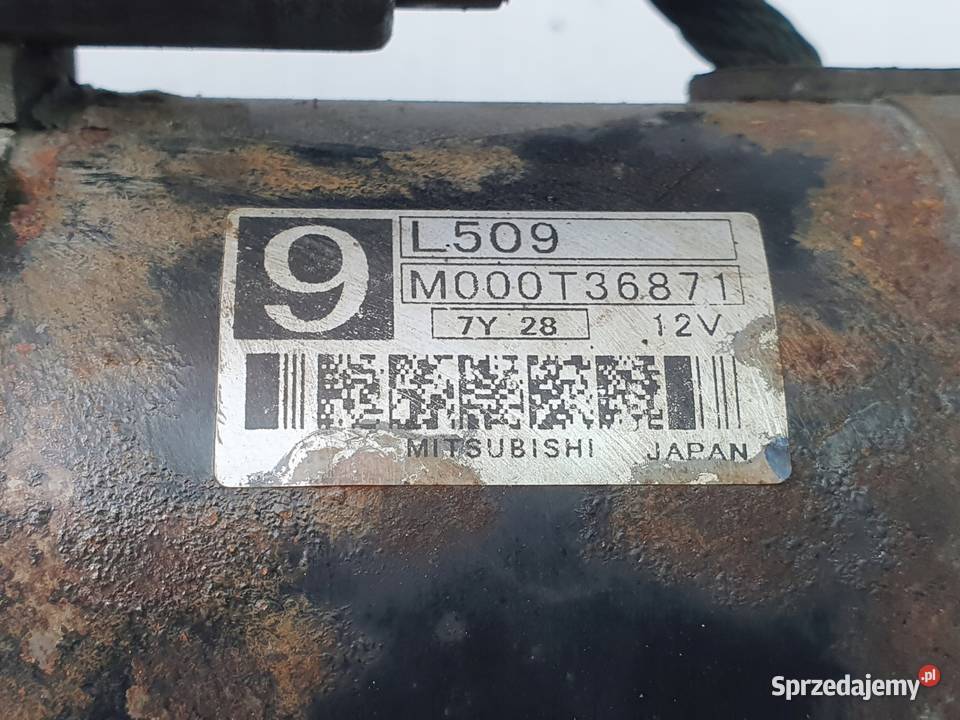 9
L509
M000T36871
7Y 28 12V
MITSUBISHI JAPAN
Sprzedajemy.pl